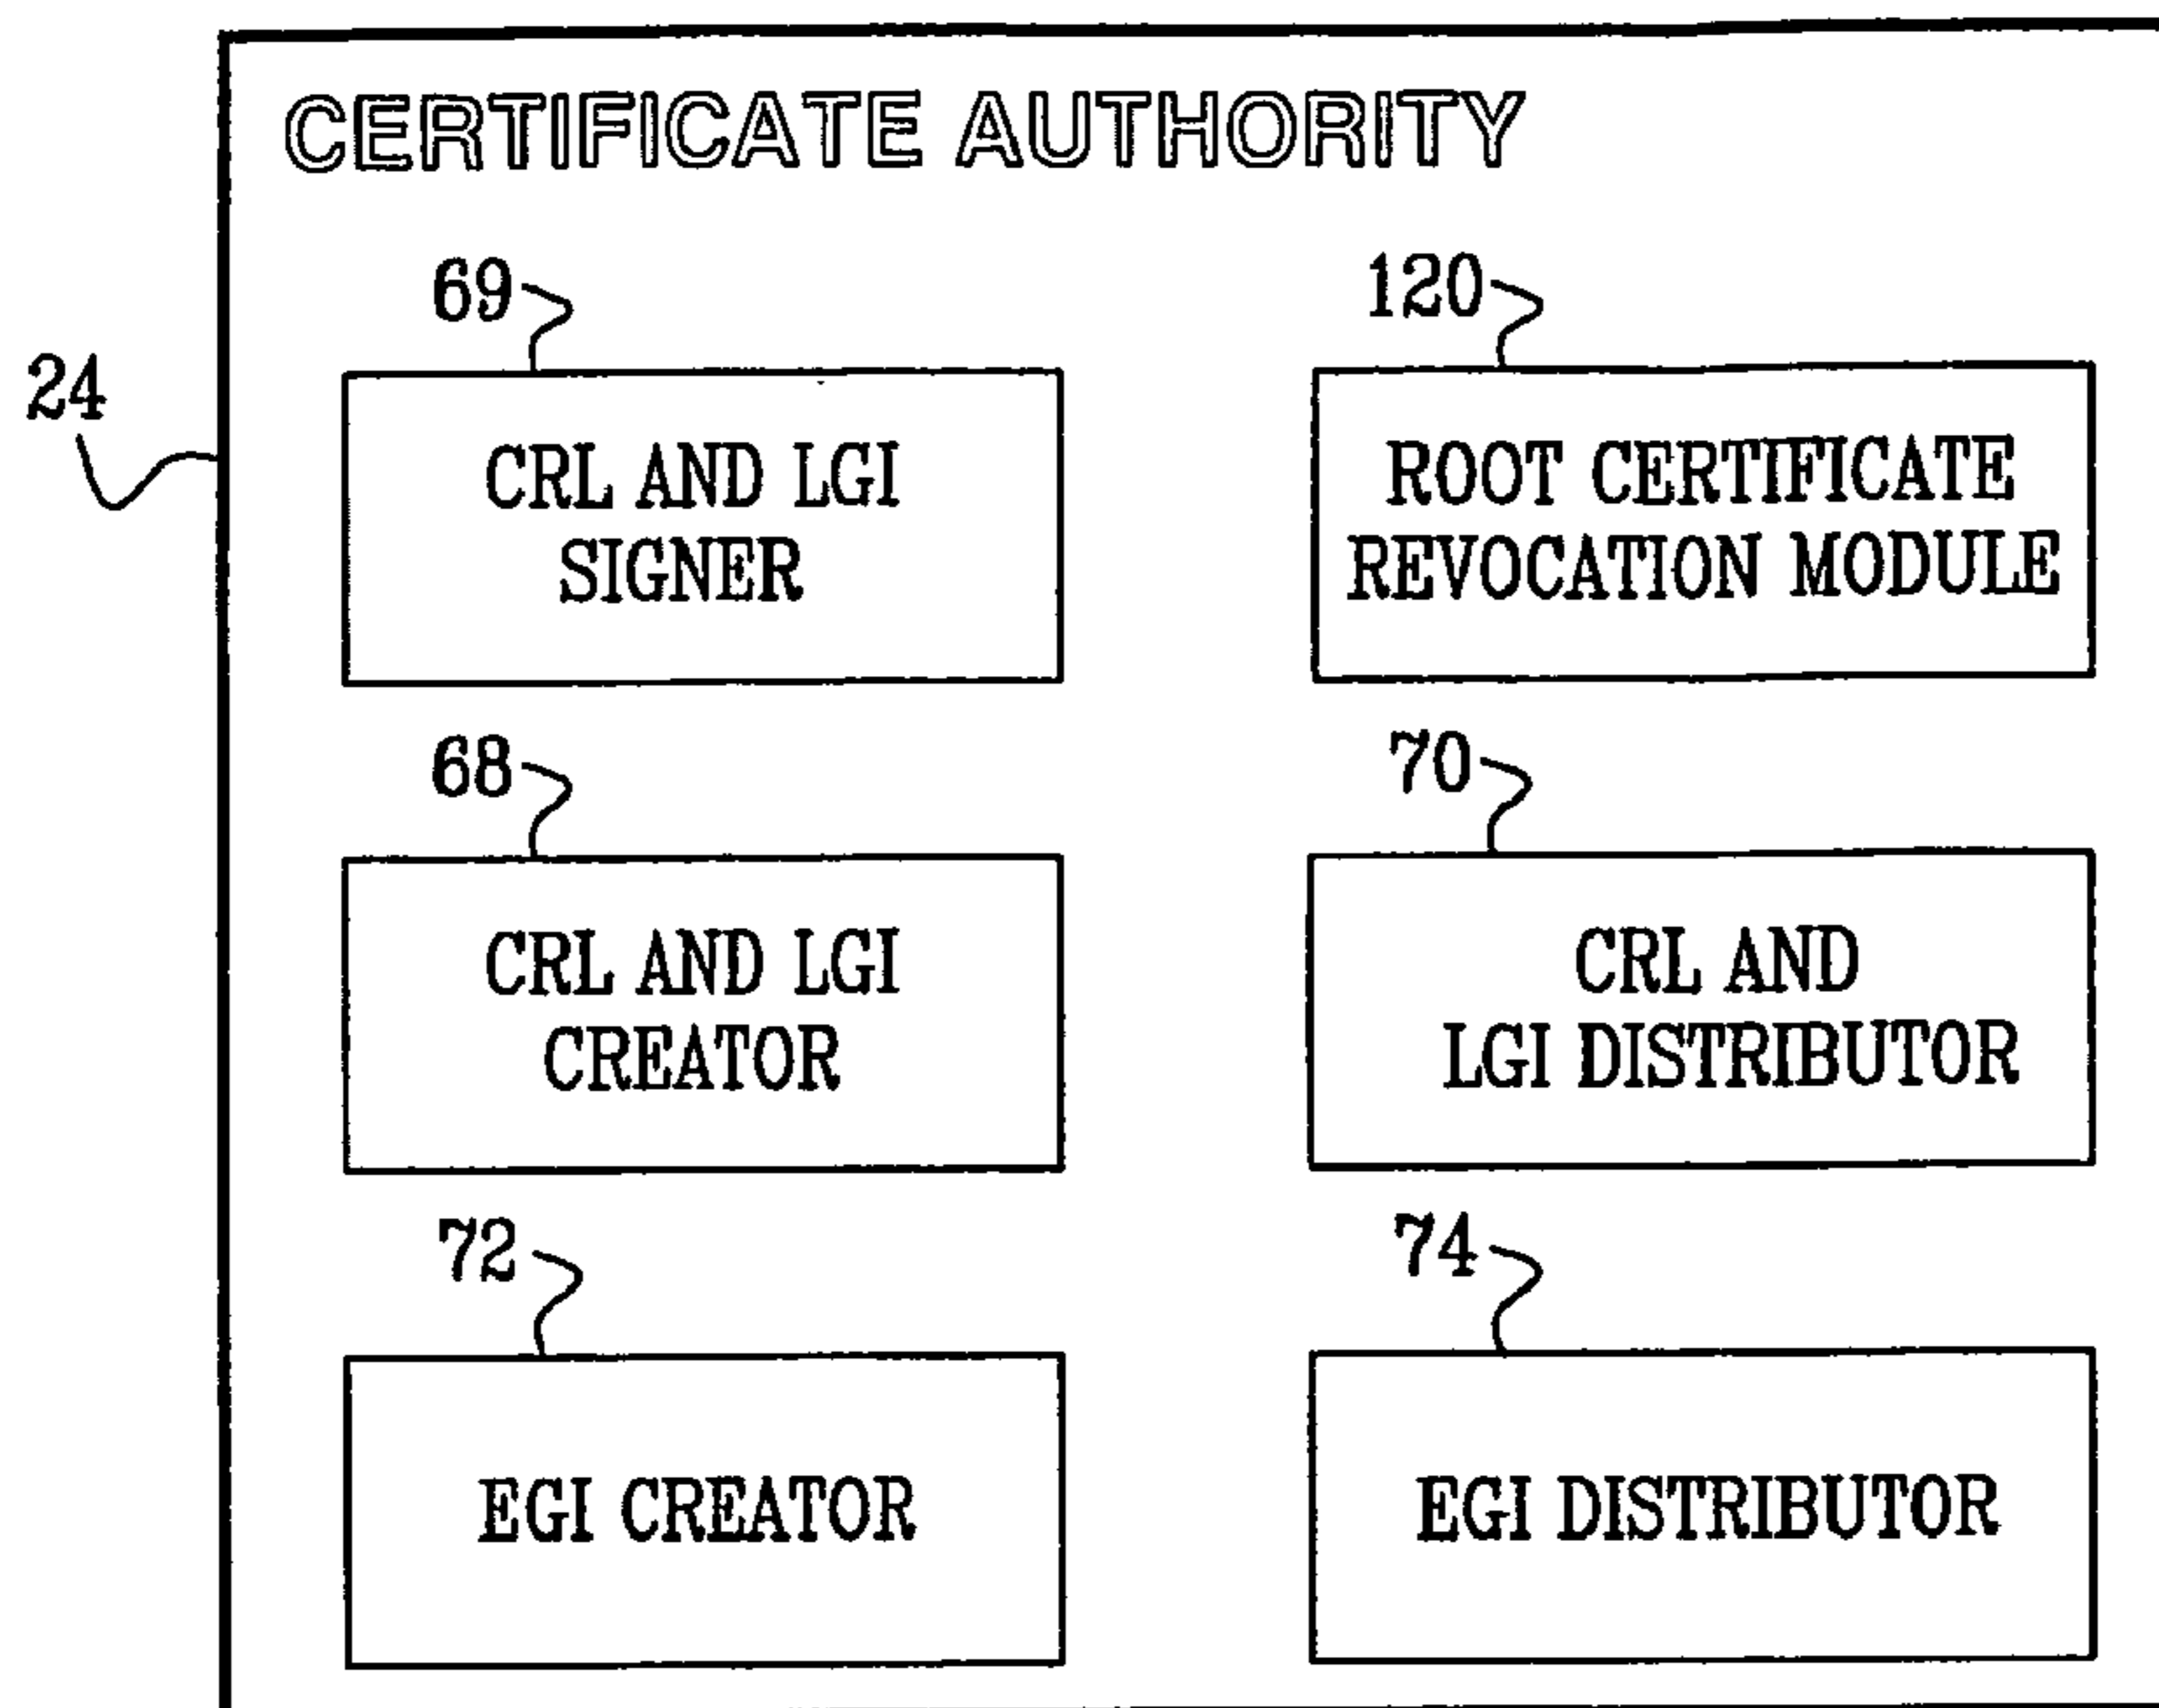 CERTIFICATE AUTHORITY
69
120
24
CRL AND LGI
SIGNER
ROOT CERTIFICATE
REVOCATION MODULE
68
70
CRL AND LGI
CREATOR
CRL AND
LGI DISTRIBUTOR
72
74
EGI CREATOR
EGI DISTRIBUTOR